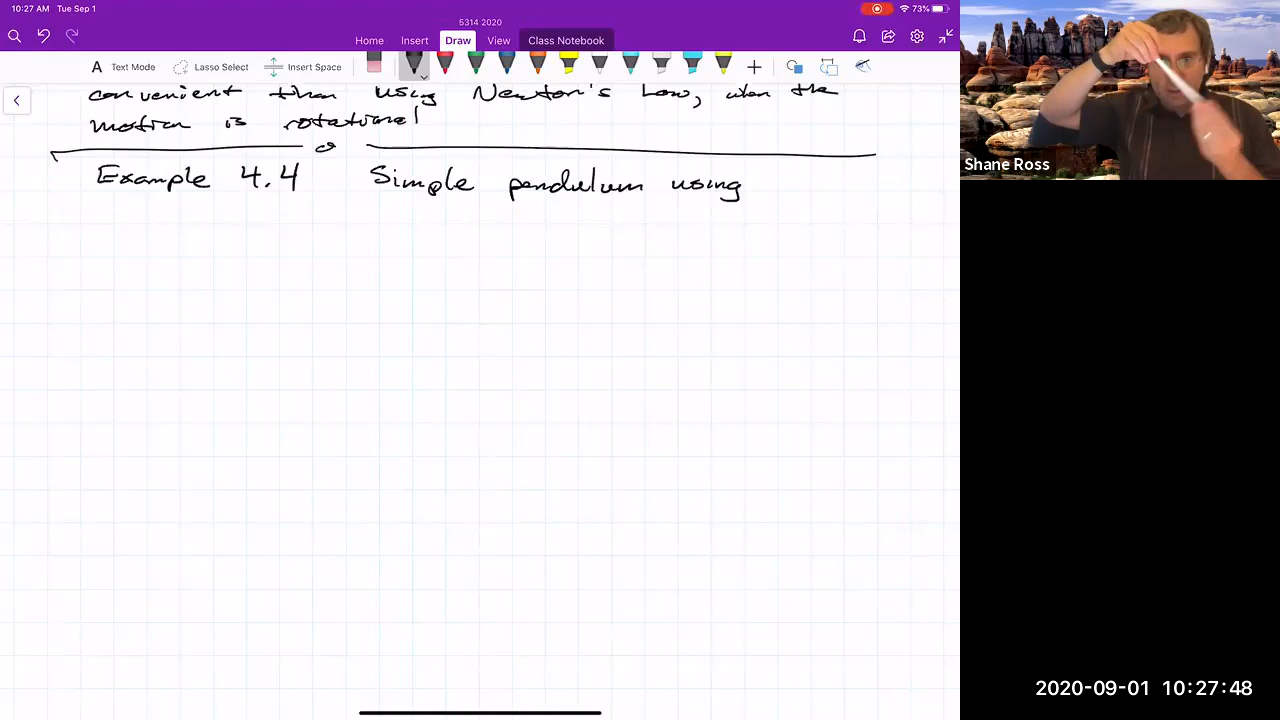 10:27 AM Tue Sep 1
73%
5314 2020
Home Insert Draw View Class Notebook
A Text Mode Lasso Select Insert Space
convenient than using Newton's Law, when the
motion is rotational
Example 4.4 Simple pendulum using
Shane Ross
2020-09-01 10:27:48